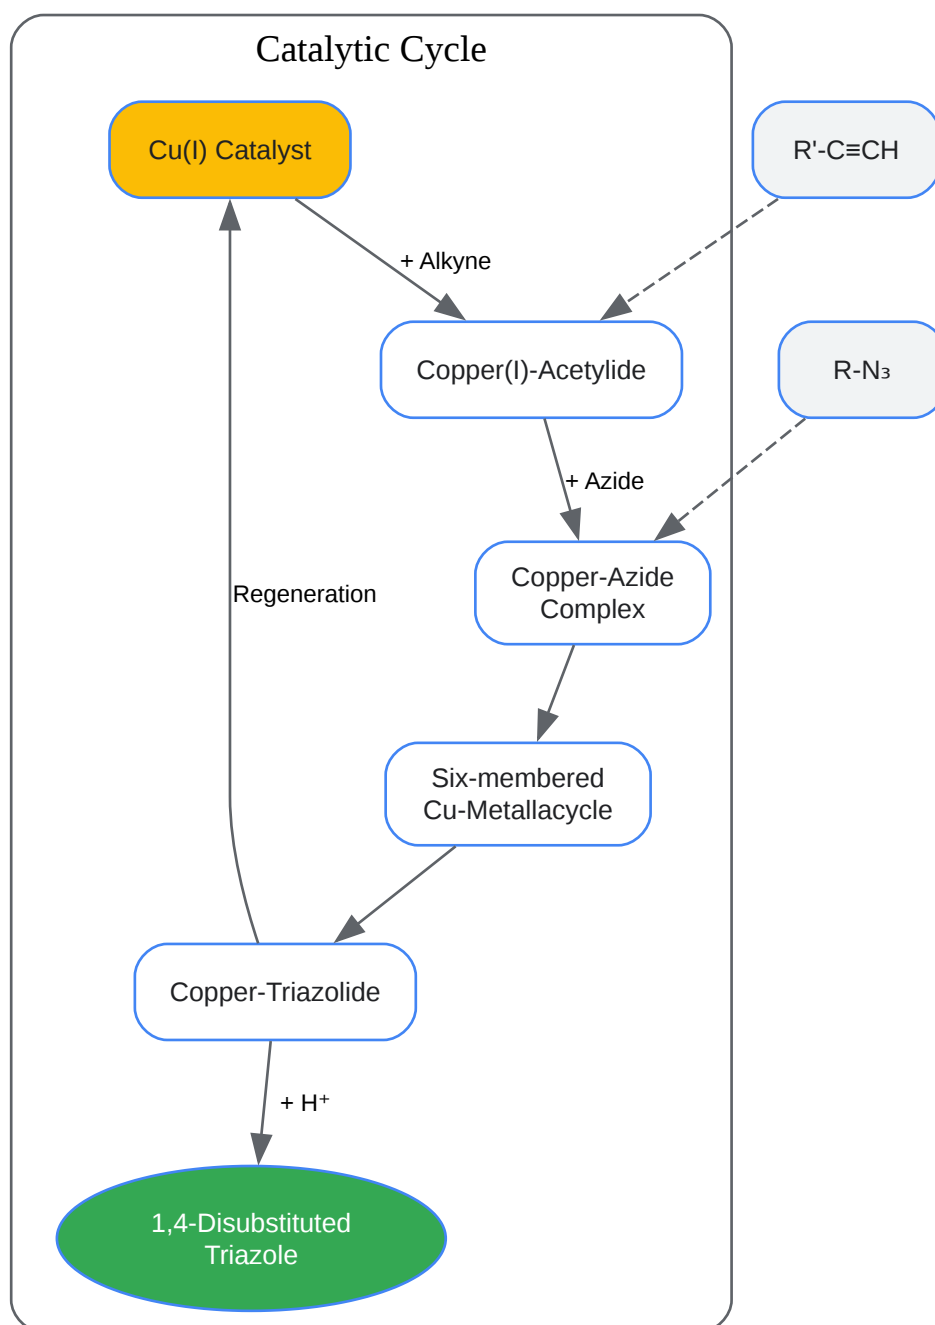 Catalytic Cycle
Cu(I) Catalyst
R'-C≡CH
+ Alkyne
Copper(I)-Acetylide
R-N₃
+ Azide
Copper-Azide
Complex
Regeneration
Six-membered
Cu-Metallacycle
Copper-Triazolide
+ H⁺
1,4-Disubstituted
Triazole